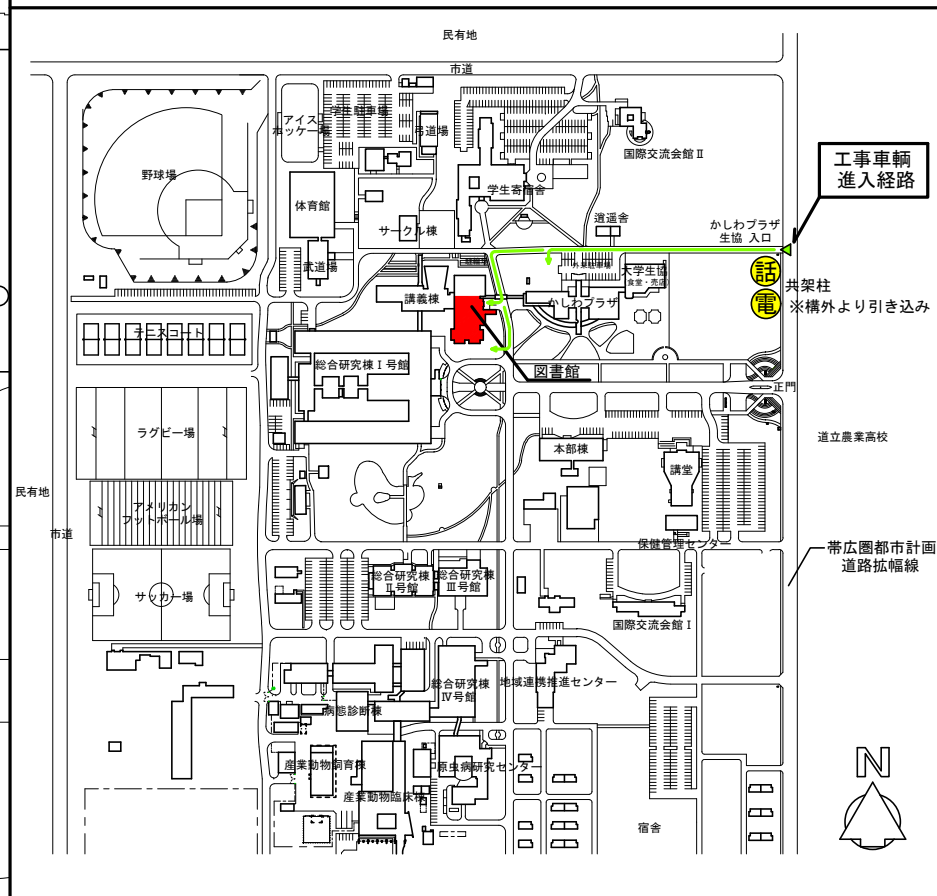 民有地
市道
アイス
ホッケー場
学生駐車場
弓道場
国際交流会館Ⅱ
工事車輌
進入経路
野球場
体育館
学生寄宿舎
逍遥舎
サークル棟
かしわプラザ
生協 入口
武道場
外来駐車場
大学生協
(食堂・売店)
話
電
共架柱
※構外より引き込み
講義棟
かしわプラザ
テニスコート
総合研究棟Ⅰ号館
図書館
正門
ラグビー場
道立農業高校
本部棟
講堂
民有地
市道
アメリカン
フットボール場
保健管理センター
帯広圏都市計画
道路拡幅線
総合研究棟
Ⅱ号館
総合研究棟
Ⅲ号館
サッカー場
国際交流会館Ⅰ
総合研究棟
Ⅳ号館
地域連携推進センター
病態診断棟
産業動物飼育棟
原虫病研究センター
産業動物臨床棟
宿舎
N